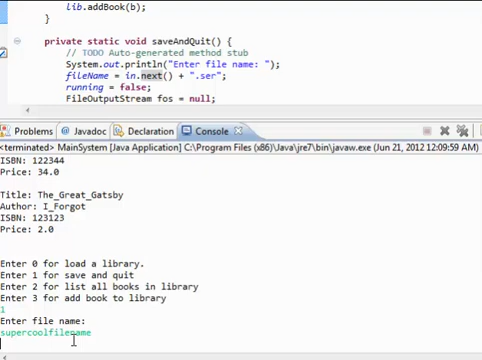 lib.addBook(b);
}
private static void saveAndQuit() {
// TODO Auto-generated method stub
System.out.println("Enter file name: ");
fileName = in.next() + ".ser";
running = false;
FileOutputStream fos = null;
Problems @ Javadoc Declaration Console
<terminated> MainSystem [Java Application] C:\Program Files (x86)\Java\jre7\bin\javaw.exe (Jun 21, 2012 12:09:59 AM)
ISBN: 122344
Price: 34.0
Title: The_Great_Gatsby
Author: I_Forgot
ISBN: 123123
Price: 2.0
Enter 0 for load a library.
Enter 1 for save and quit
Enter 2 for list all books in library
Enter 3 for add book to library
1
Enter file name:
supercoolfilename